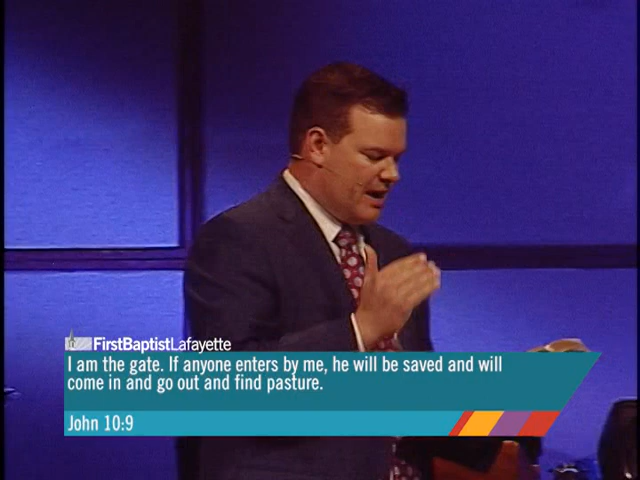 FirstBaptistLafayette
I am the gate. If anyone enters by me, he will be saved and will
come in and go out and find pasture.
John 10:9